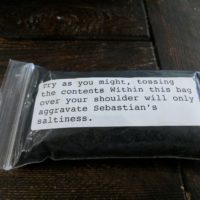 Try as you might, tossing
the contents Within this bag
over your shoulder will only
aggravate Sebastian's
saltiness.